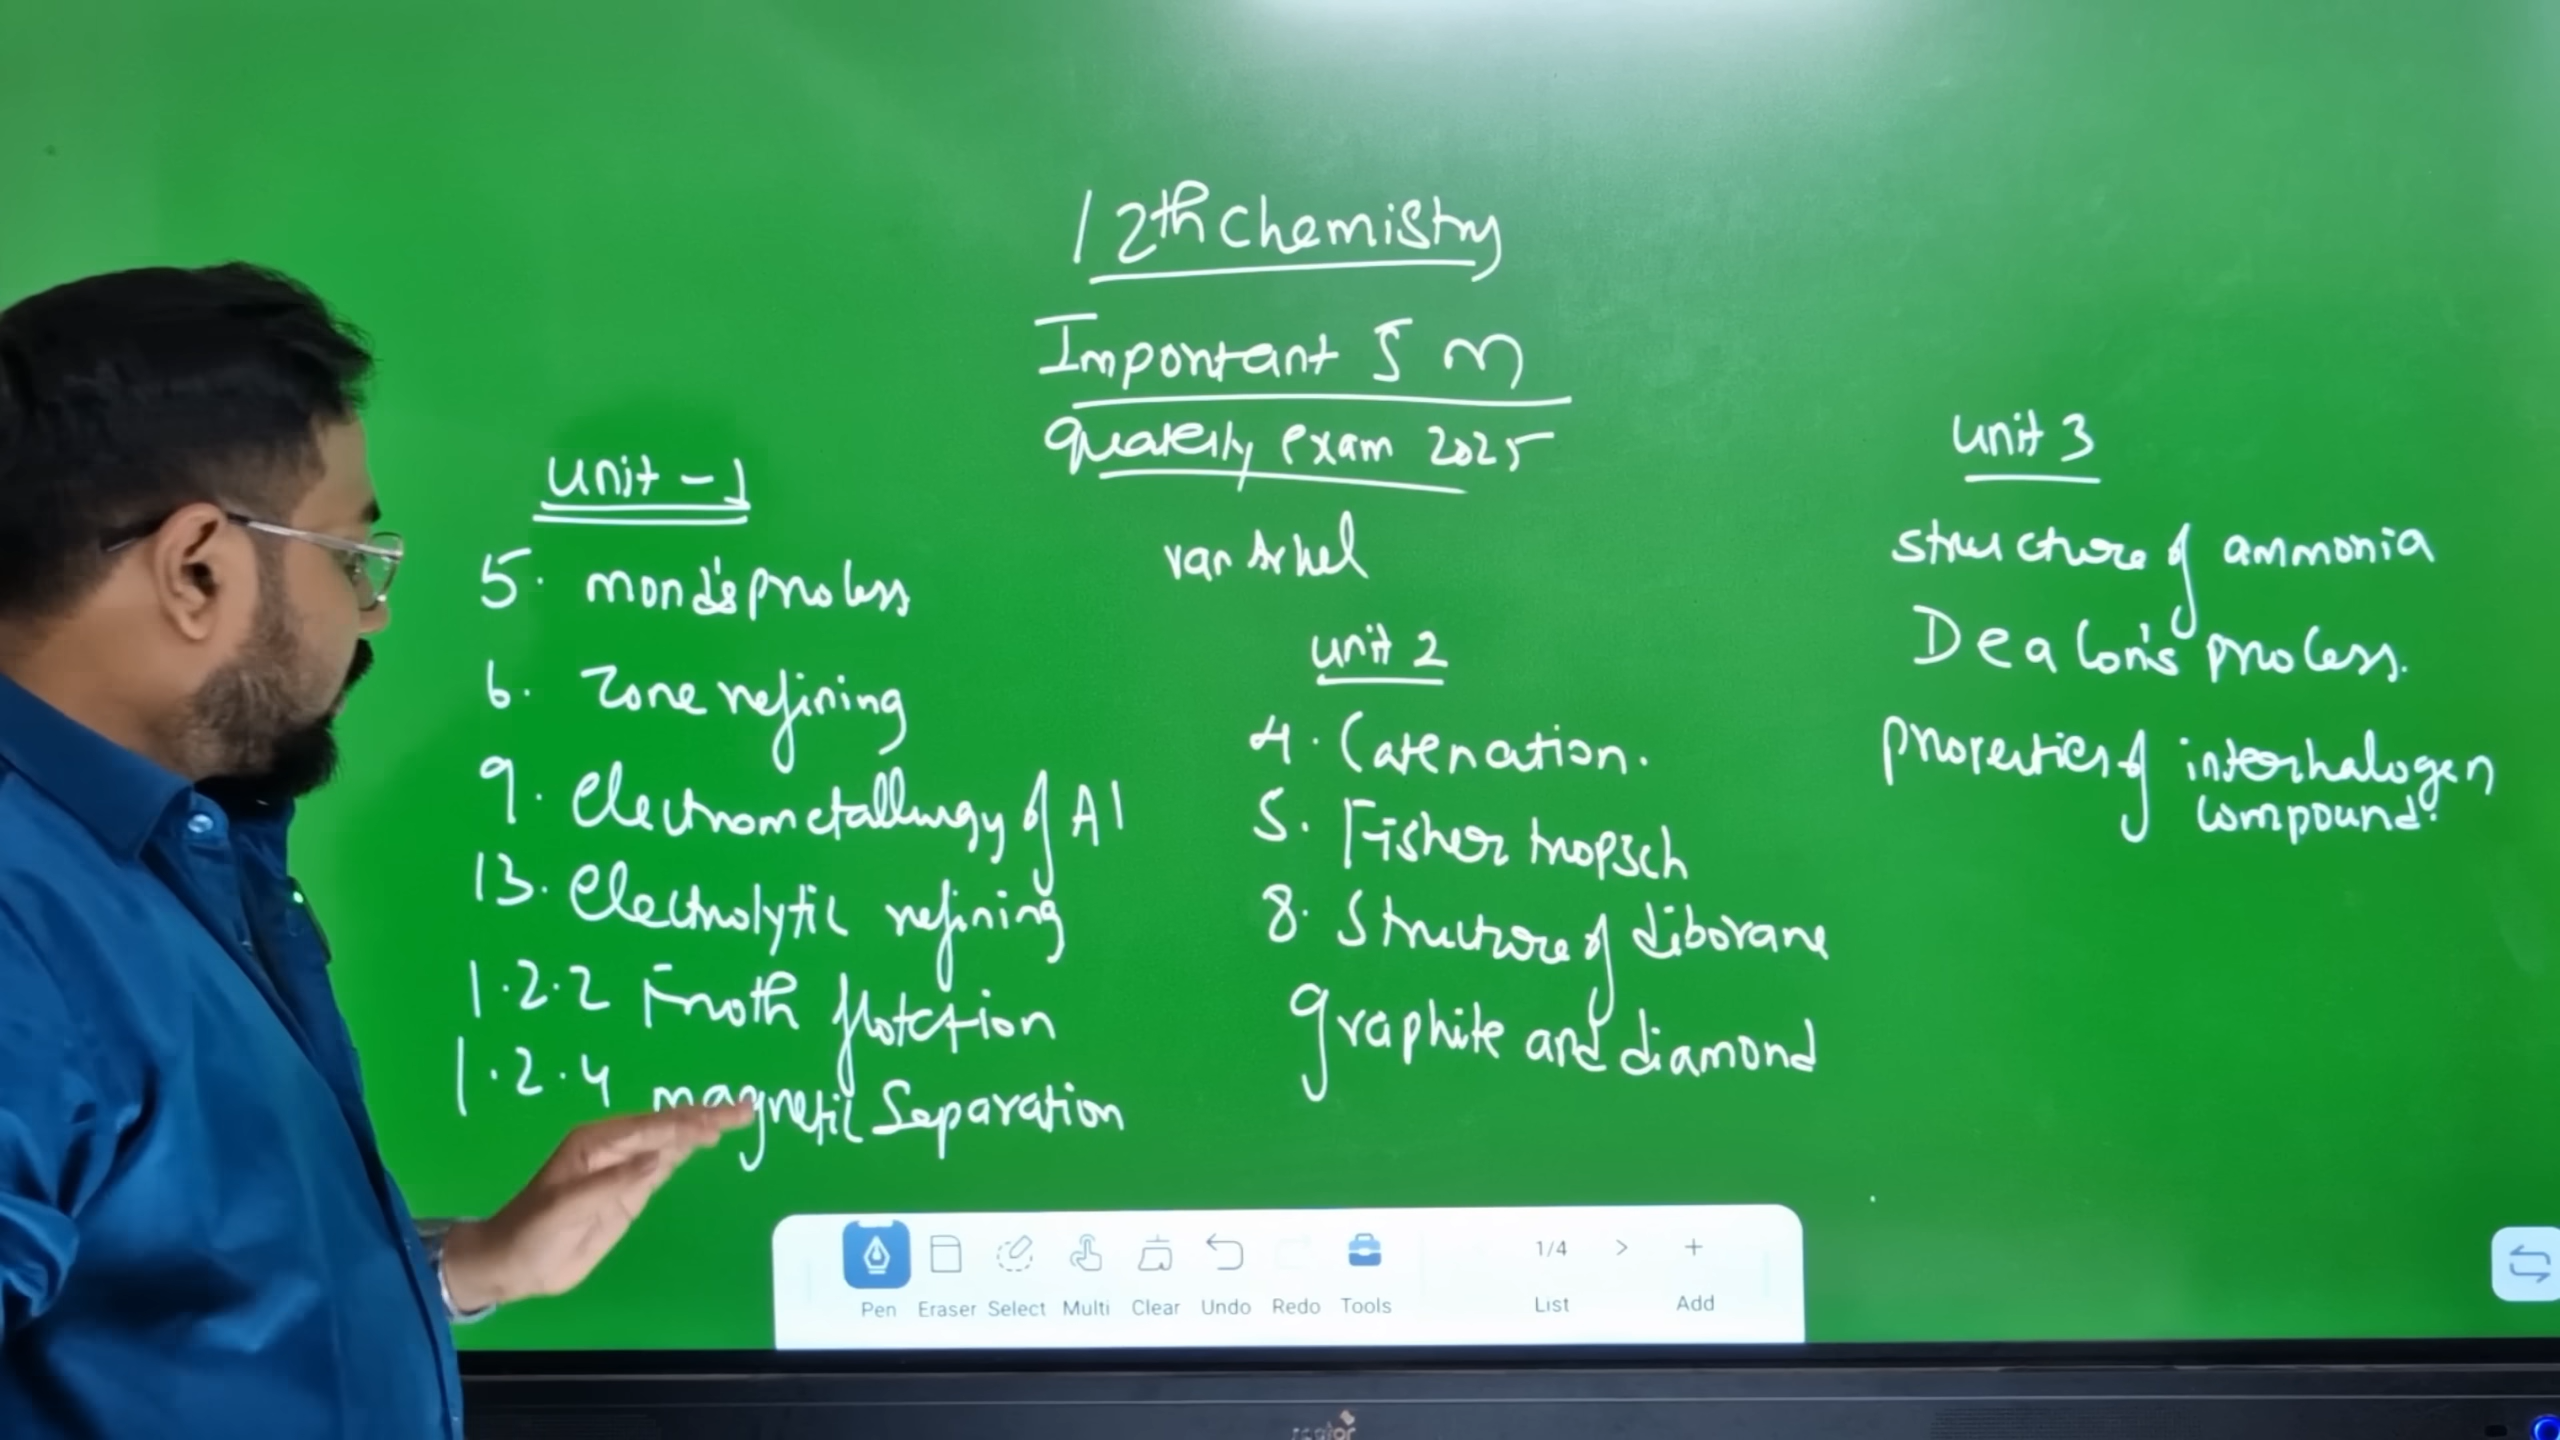 12th chemistry
Important 5 m
quaterly exam 2025
unit - 1
5. mond's process
6. Zone refining
9. Electrometallurgy of Al
13. Electrolytic refining
1.2.2 Froth flotation
1.2.4 magnetic Separation
van Arkel
unit 2
4. Catenation.
5. Fisher tropsch
8. Structure of diborane
graphite and diamond
unit 3
structure of ammonia
Deacon's process.
properties of interhalogen
compound.
Pen Eraser Select Multi Clear Undo Redo Tools
1/4 > +
List Add